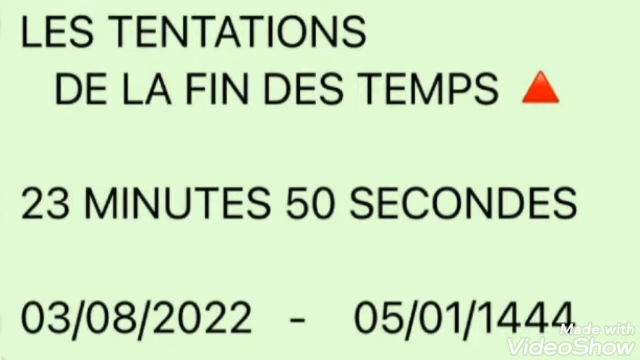 LES TENTATIONS
DE LA FIN DES TEMPS 🔺
23 MINUTES 50 SECONDES
03/08/2022 - 05/01/1444
Made with
VideoShow